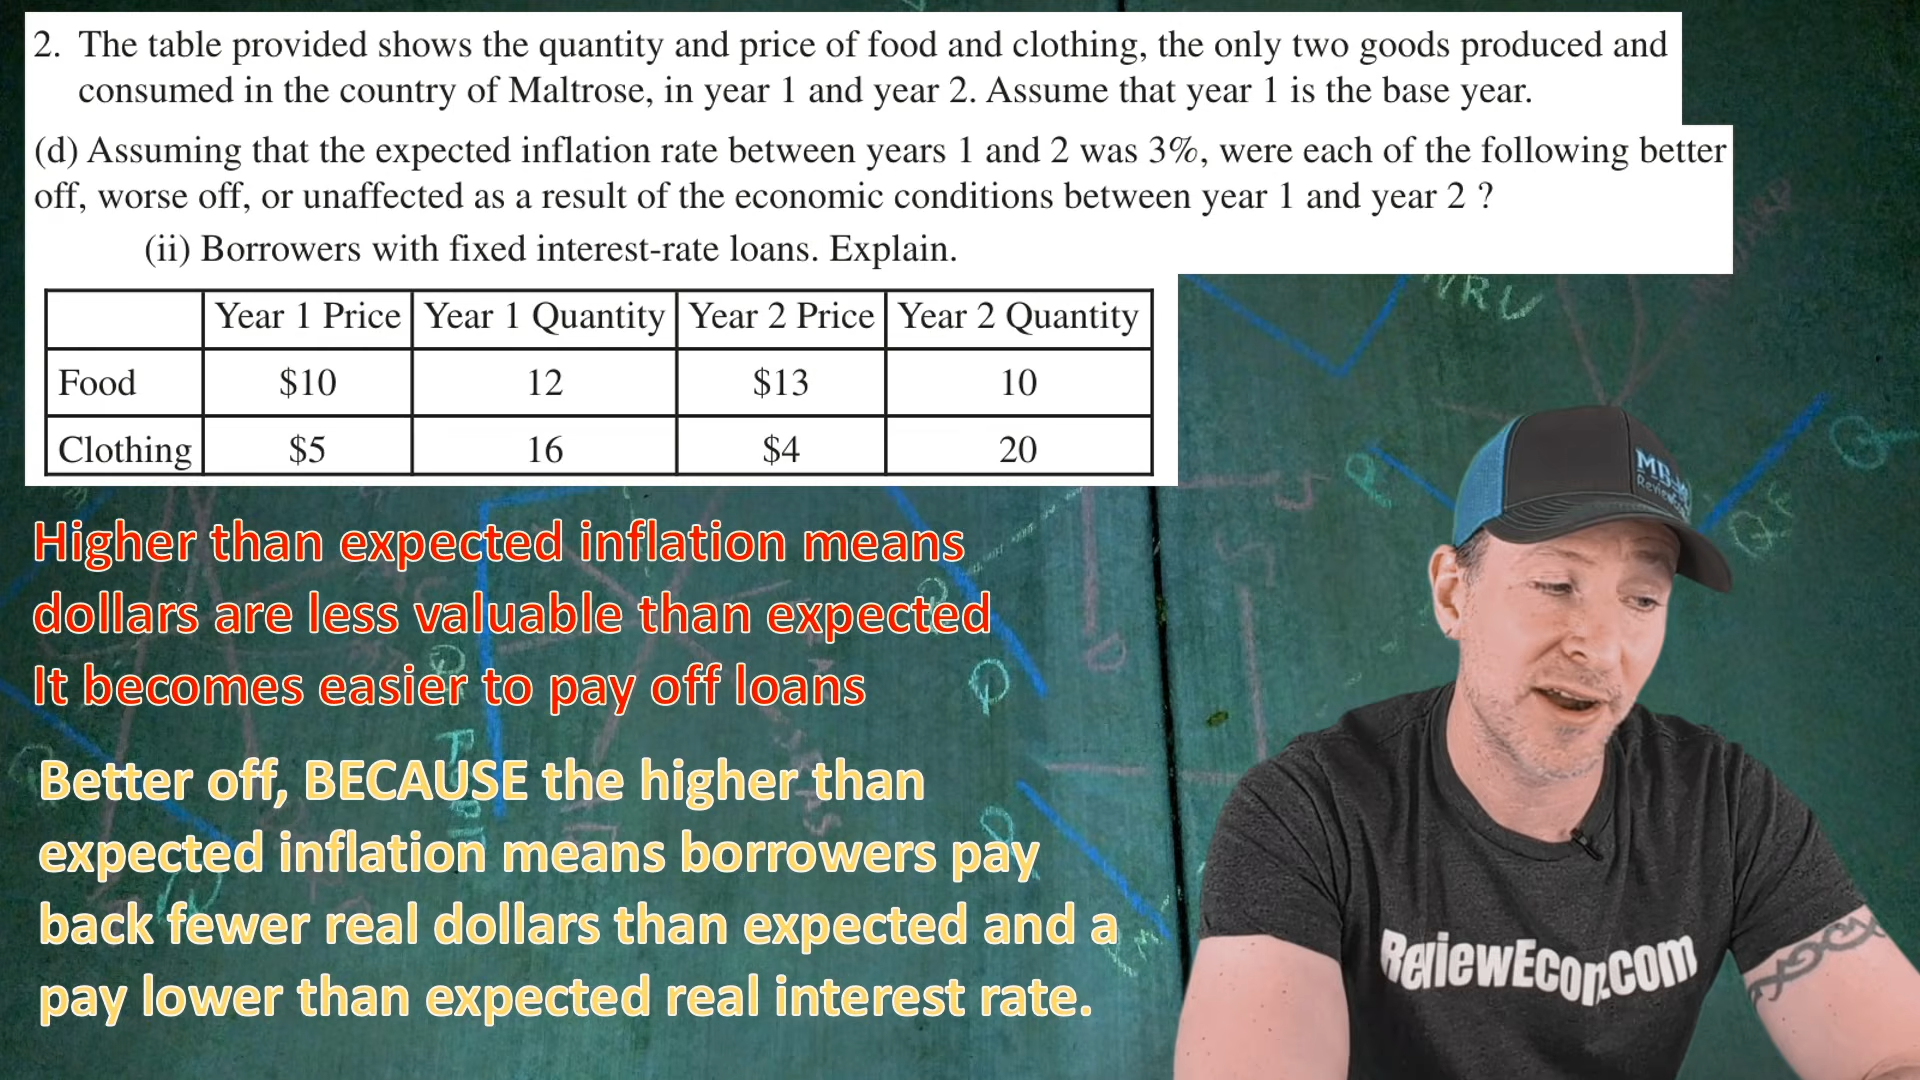 2. The table provided shows the quantity and price of food and clothing, the only two goods produced and
consumed in the country of Maltrose, in year 1 and year 2. Assume that year 1 is the base year.
(d) Assuming that the expected inflation rate between years 1 and 2 was 3%, were each of the following better
off, worse off, or unaffected as a result of the economic conditions between year 1 and year 2 ?
(ii) Borrowers with fixed interest-rate loans. Explain.
Year 1 Price Year 1 Quantity Year 2 Price Year 2 Quantity
Food $10 12 $13 10
Clothing $5 16 $4 20
Higher than expected inflation means
dollars are less valuable than expected
It becomes easier to pay off loans
Better off, BECAUSE the higher than
expected inflation means borrowers pay
back fewer real dollars than expected and a
pay lower than expected real interest rate.
ReviewEcon.com